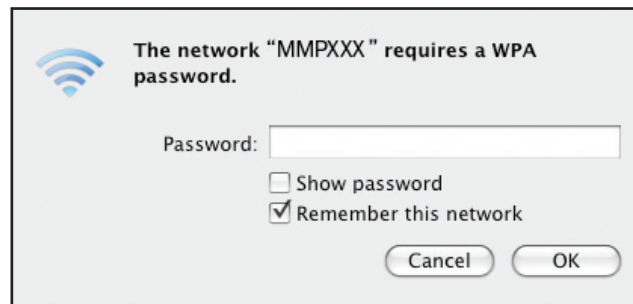 The network “MMPXXX” requires a WPA
password.
Password:
Show password
Remember this network
Cancel
OK